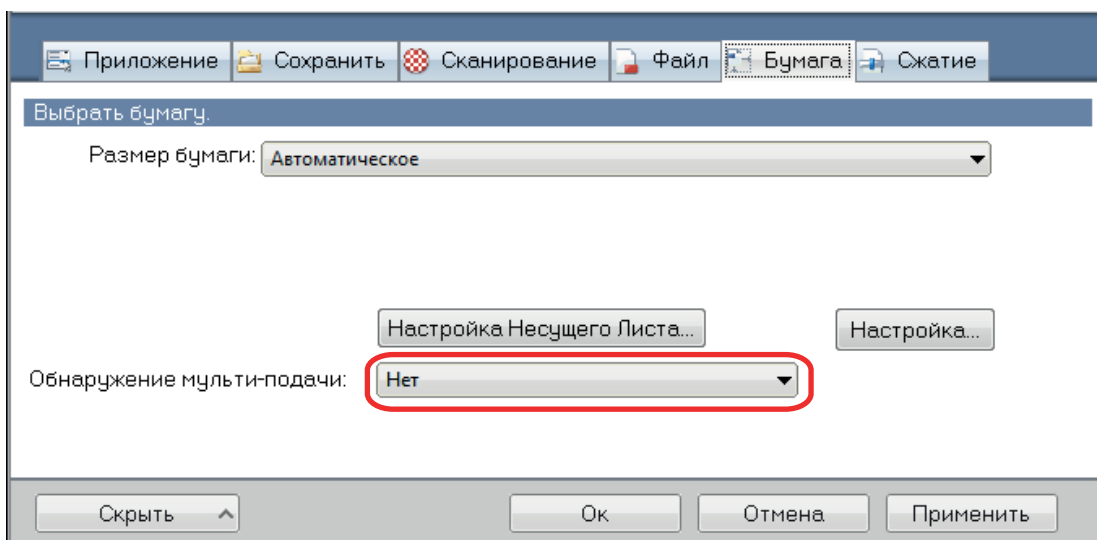 Приложение Сохранить Сканирование Файл Бумага Сжатие
Выбрать бумагу.
Размер бумаги: Автоматическое
Настройка Несущего Листа... Настройка...
Обнаружение мульти-подачи: Нет
Скрыть Ок Отмена Применить